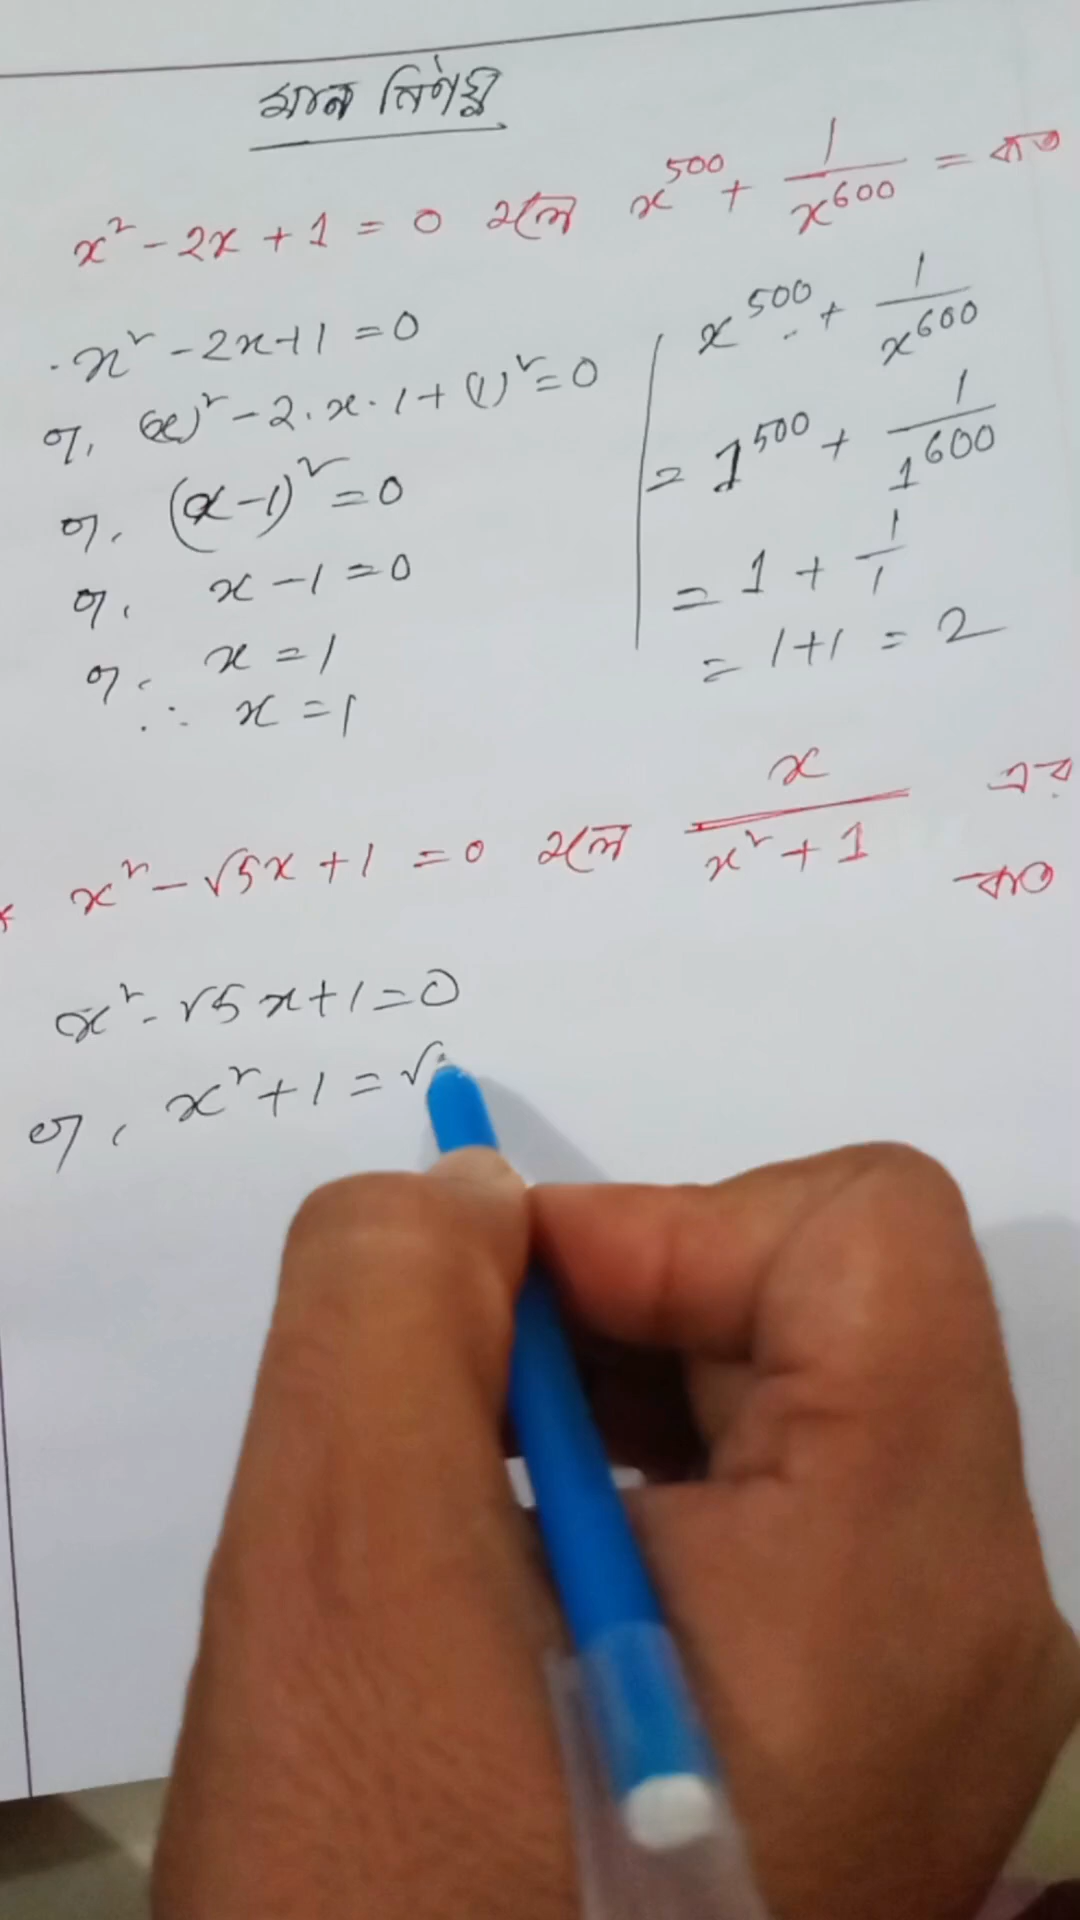 মান নির্ণয়
x² - 2x + 1 = 0 হলে x⁵⁰⁰ + 1/x⁶⁰⁰ = কত
x² - 2x + 1 = 0
বা, (x)² - 2.x.1 + (1)² = 0
বা, (x-1)² = 0
বা, x - 1 = 0
বা, x = 1
∴ x = 1
x⁵⁰⁰ + 1/x⁶⁰⁰
= 1⁵⁰⁰ + 1/1⁶⁰⁰
= 1 + 1/1
= 1+1 = 2
* x² - √5x + 1 = 0 হলে x/(x² + 1) এর
কত
x² - √5x + 1 = 0
বা, x² + 1 = √